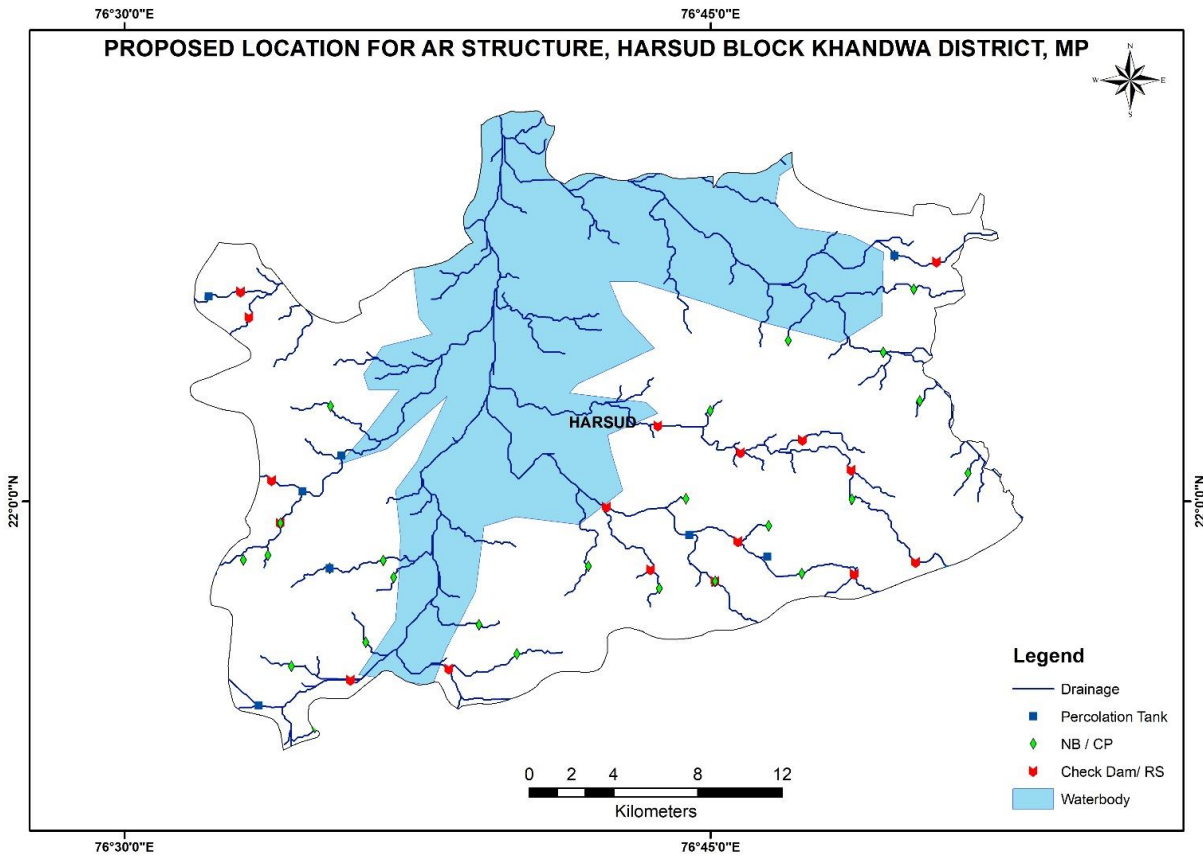 76°30'0"E 76°45'0"E
PROPOSED LOCATION FOR AR STRUCTURE, HARSUD BLOCK KHANDWA DISTRICT, MP
N
W E
S
HARSUD
22°0'0"N 22°0'0"N
Legend
Drainage
Percolation Tank
NB / CP
Check Dam/ RS
Waterbody
0 2 4 8 12
Kilometers
76°30'0"E 76°45'0"E